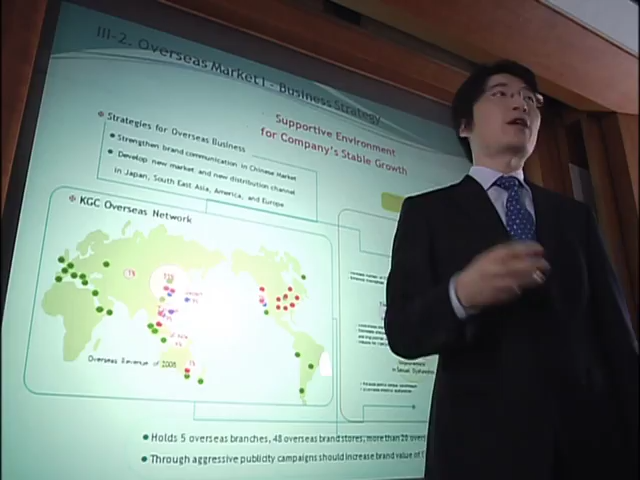 III-2. Overseas Market I - Business Strategy
Supportive Environment
for Company's Stable Growth
Strategies for Overseas Business
Strengthen brand communication in Chinese Market
Develop new market and new distribution channel
in Japan, South East Asia, America, and Europe
KGC Overseas Network
Overseas Revenue of 2008
Holds 5 overseas branches, 48 overseas brand stores, more than 20
Through aggressive publicity campaigns should increase brand value of